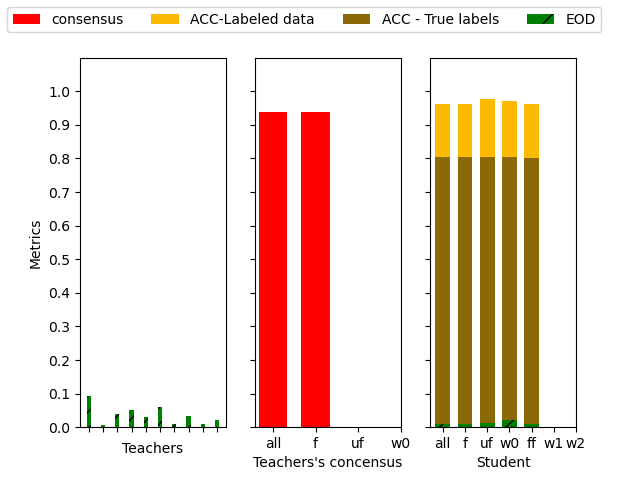 consensus ACC-Labeled data ACC - True labels EOD
Metrics
1.0
0.9
0.8
0.7
0.6
0.5
0.4
0.3
0.2
0.1
0.0
all f uf w0 all f uf w0 ff w1 w2
Teachers Teachers's concensus Student